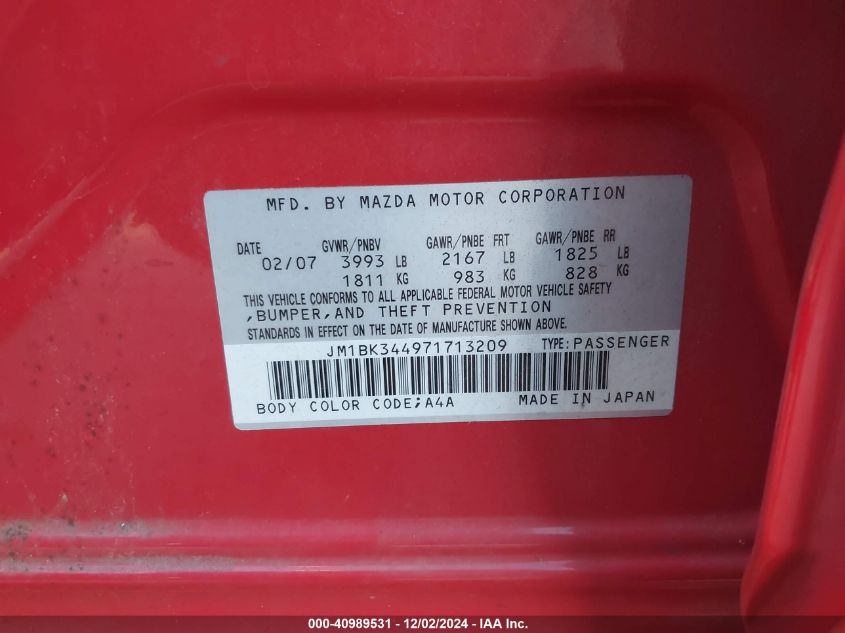 MFD. BY MAZDA MOTOR CORPORATION
DATE GVWR/PNBV GAWR/PNBE FRT GAWR/PNBE RR
02/07 3993 LB 2167 LB 1825 LB
1811 KG 983 KG 828 KG
THIS VEHICLE CONFORMS TO ALL APPLICABLE FEDERAL MOTOR VEHICLE SAFETY
,BUMPER,AND THEFT PREVENTION
STANDARDS IN EFFECT ON THE DATE OF MANUFACTURE SHOWN ABOVE.
JM1BK344971713209 TYPE:PASSENGER
BODY COLOR CODE;A4A MADE IN JAPAN
000-40989531 - 12/02/2024 - IAA Inc.